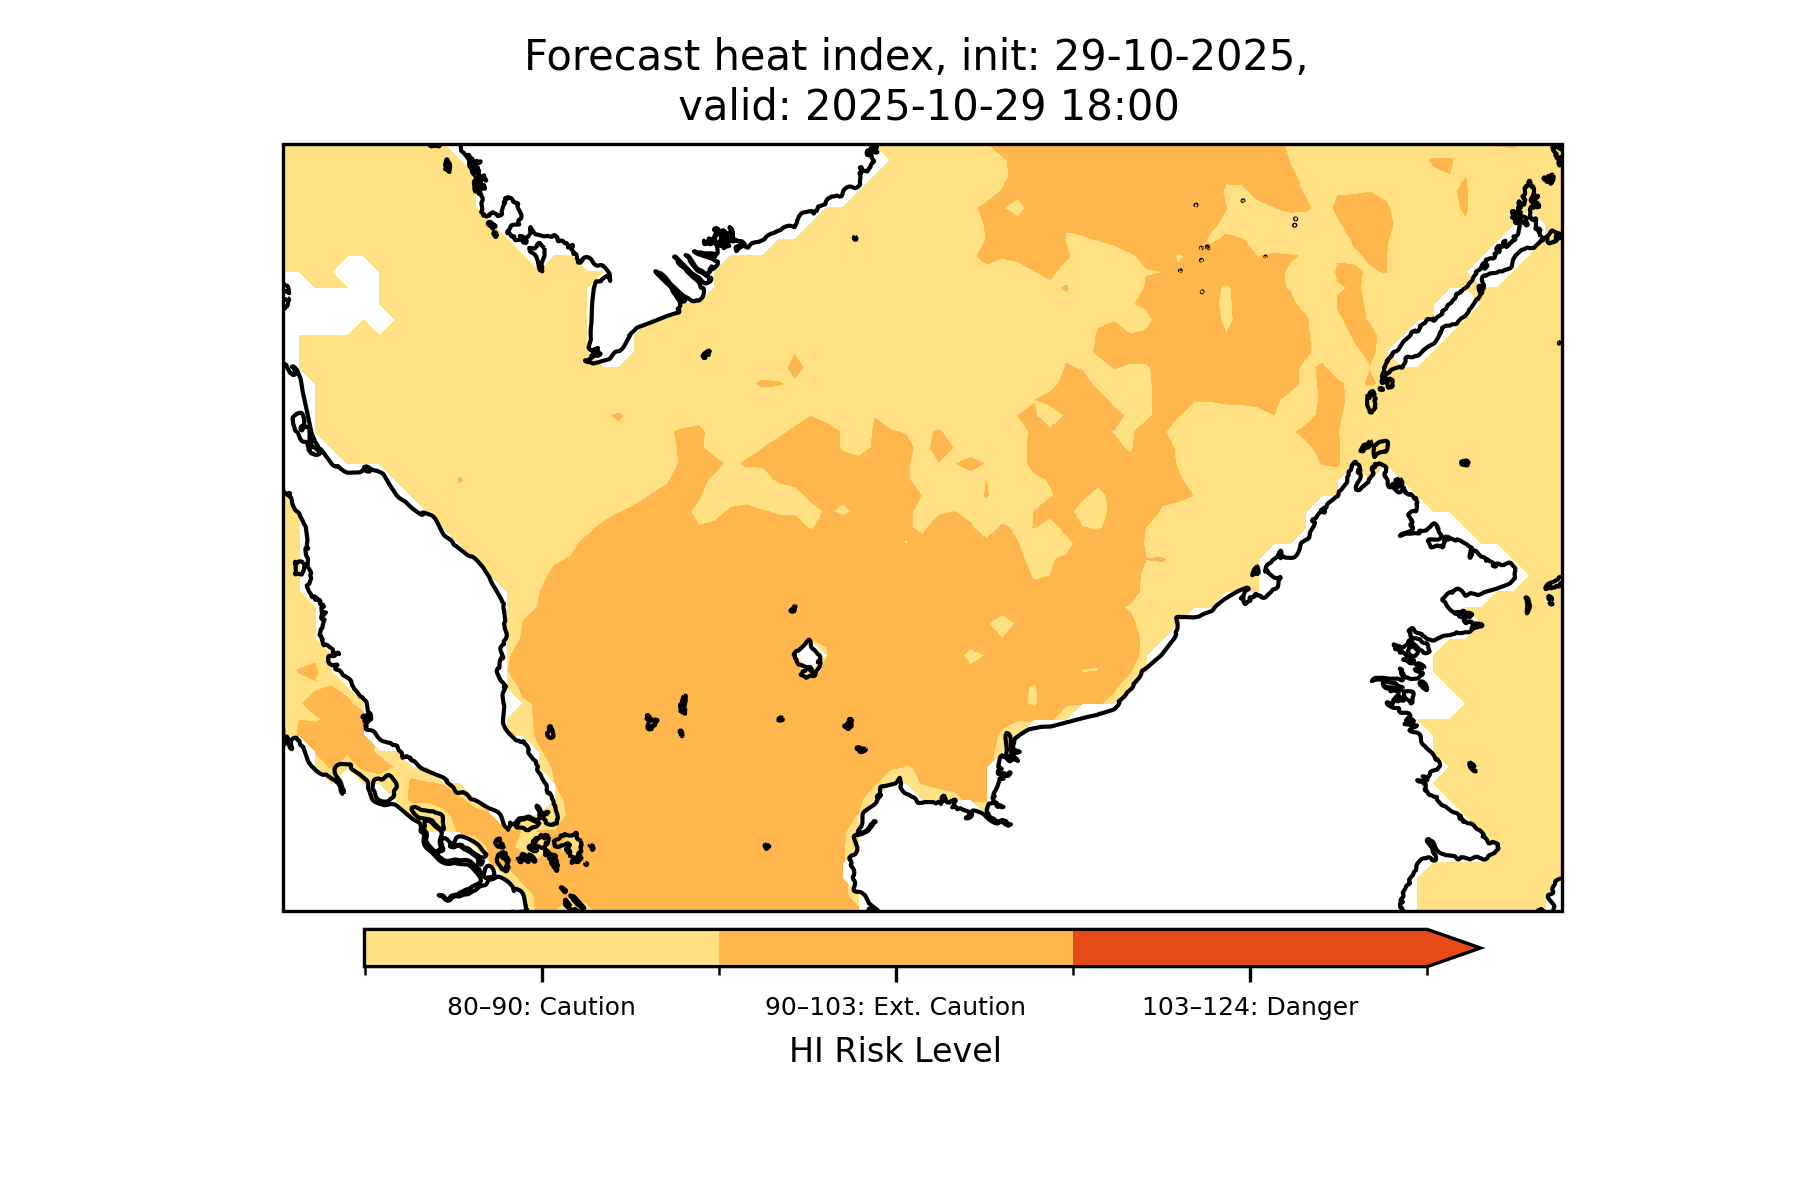 Forecast heat index, init: 29-10-2025,
valid: 2025-10-29 18:00
80–90: Caution
90–103: Ext. Caution
103–124: Danger
HI Risk Level